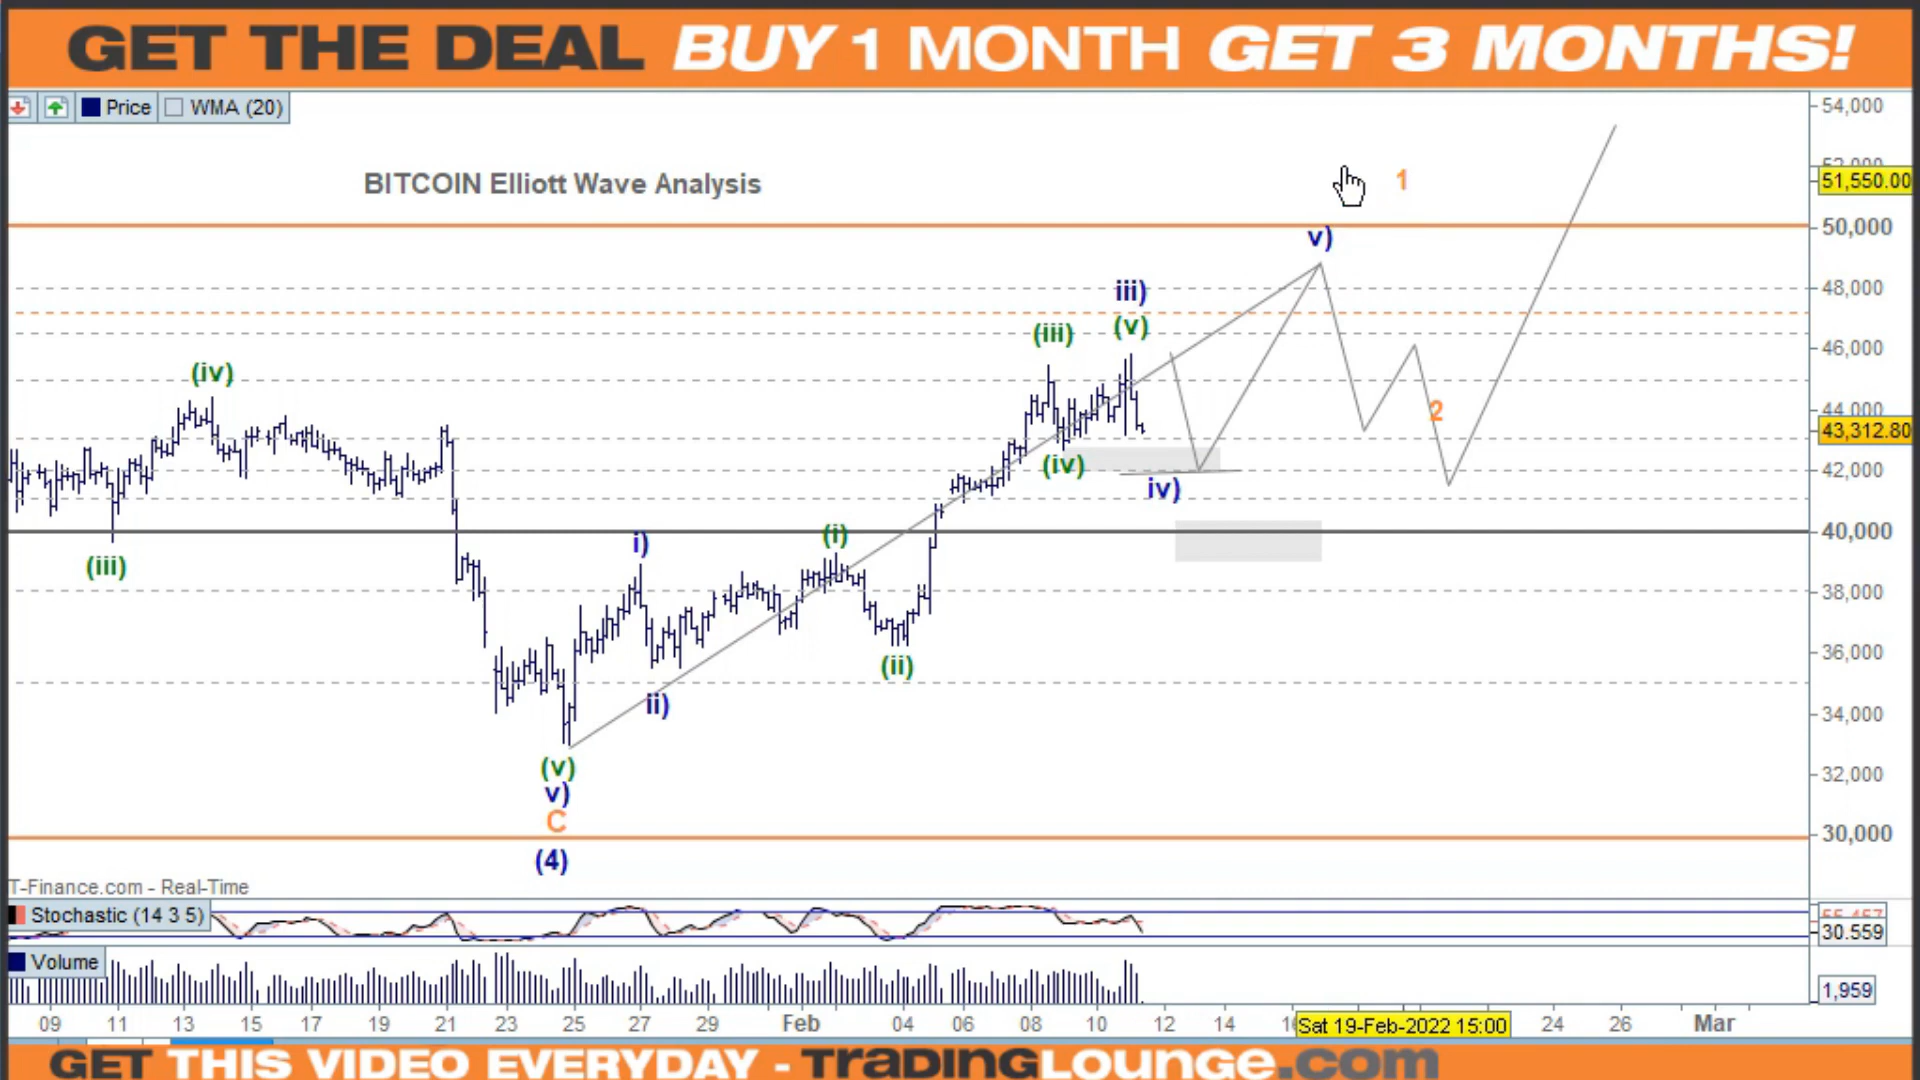 GET THE DEAL BUY 1 MONTH GET 3 MONTHS!
Price WMA (20)
54,000
BITCOIN Elliott Wave Analysis
1
51,550.00
50,000
v)
iii)
48,000
(iii) (v)
46,000
(iv)
44,000
2
43,312.80
(iv)
42,000
iv)
40,000
(iii)
i) (i)
38,000
(ii)
36,000
ii)
34,000
(v)
32,000
v)
C
30,000
(4)
T-Finance.com - Real-Time
Stochastic (14 3 5)
30.559
Volume
1,959
09 11 13 15 17 19 21 23 25 27 29 Feb 04 06 08 10 12 14 Sat 19-Feb-2022 15:00 24 26 Mar
GET THIS VIDEO EVERYDAY - TradingLounge.com